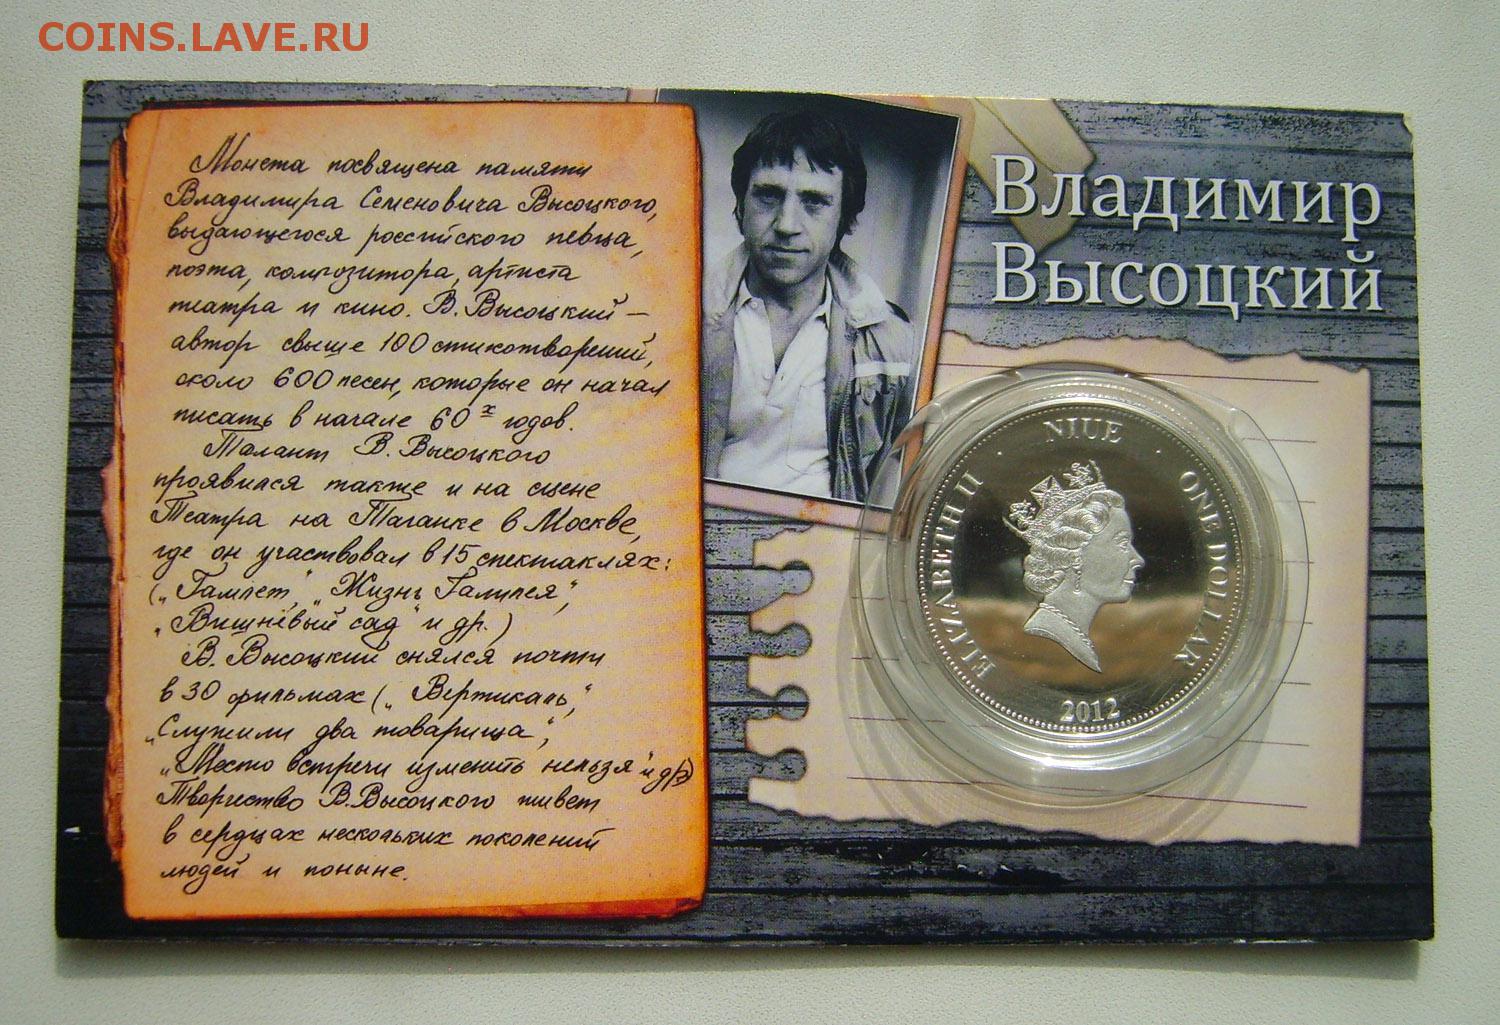 COINS.LAVE.RU
Монета посвящена памяти
Владимира Семеновича Высоцкого,
выдающегося российского певца,
поэта, композитора, артиста
театра и кино. В. Высоцкий —
автор свыше 100 стихотворений,
около 600 песен, которые он начал
писать в начале 60х годов.
Талант В. Высоцкого
проявился также и на сцене
Театра на Таганке в Москве,
где он участвовал в 15 спектаклях:
(„Гамлет", „Жизнь Галилея",
„Вишнёвый сад" и др.)
В. Высоцкий снялся почти
в 30 фильмах („Вертикаль",
„Служили два товарища",
„Место встречи изменить нельзя" и др.)
Творчество В. Высоцкого живет
в сердцах нескольких поколений
людей и поныне.
Владимир
Высоцкий
ELIZABETH II
NIUE
ONE DOLLAR
2012